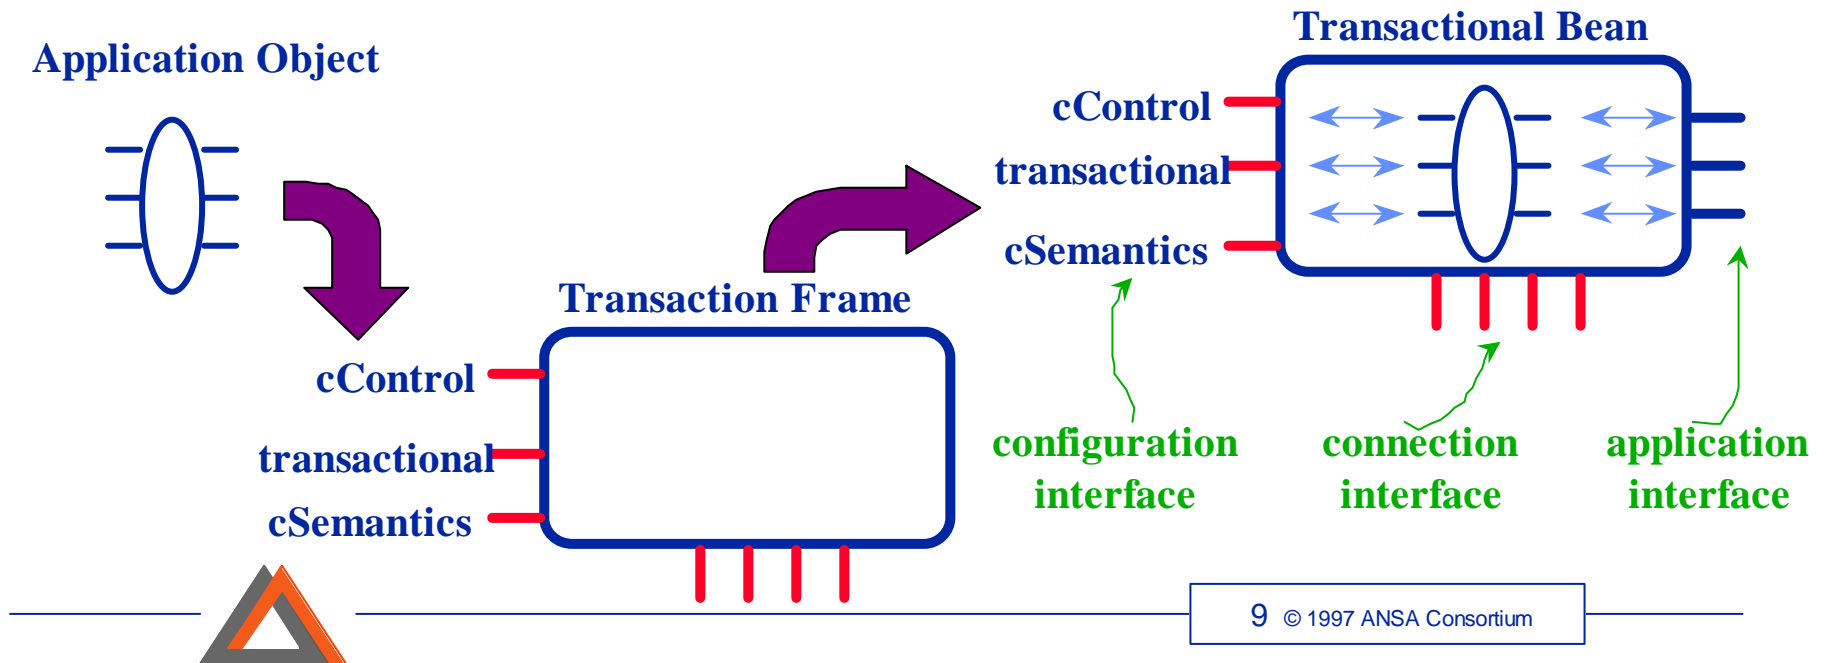 Application Object
Transactional Bean
cControl
transactional
cSemantics
Transaction Frame
cControl
transactional
cSemantics
configuration
interface
connection
interface
application
interface
9 © 1997 ANSA Consortium